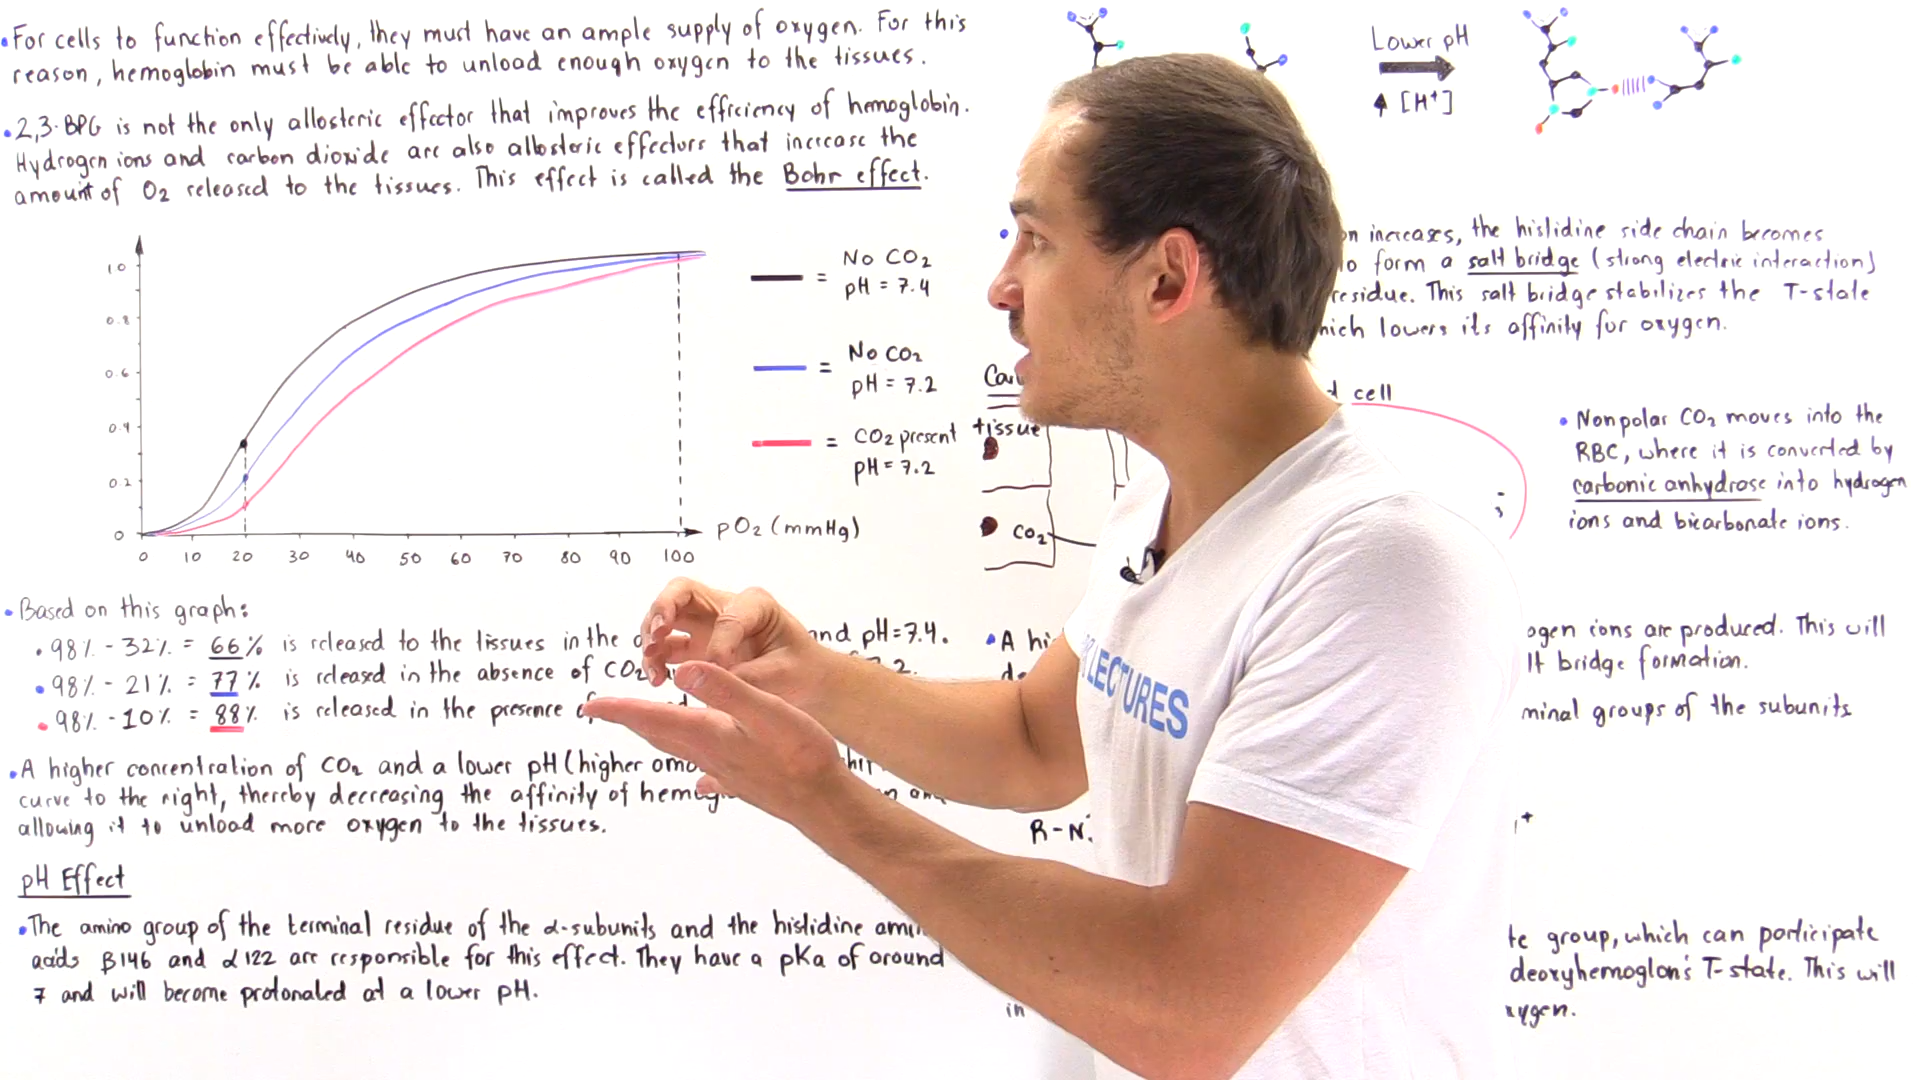 •For cells to function effectively, they must have an ample supply of oxygen. For this
reason, hemoglobin must be able to unload enough oxygen to the tissues.
•2,3-BPG is not the only allosteric effector that improves the efficiency of hemoglobin.
Hydrogen ions and carbon dioxide are also allosteric effectors that increase the
amount of O2 released to the tissues. This effect is called the Bohr effect.
1.0
0.8
0.6
0.4
0.2
0
0 10 20 30 40 50 60 70 80 90 100
pO2 (mmHg)
= No CO2
pH = 7.4
= No CO2
pH = 7.2
= CO2 present
pH = 7.2
•Based on this graph:
•98% - 32% = 66% is released to the tissues in the and pH=7.4.
•98% - 21% = 77% is released in the absence of CO2 7.2.
•98% - 10% = 88% is released in the presence
•A higher concentration of CO2 and a lower pH (higher
curve to the right, thereby decreasing the affinity of
allowing it to unload more oxygen to the tissues.
pH Effect
•The amino group of the terminal residue of the α-subunits and the histidine
acids β146 and α122 are responsible for this effect. They have a pKa of around
7 and will become protonated at a lower pH.
Lower pH
↑ [H+]
increases, the hislidine side chain becomes
to form a salt bridge (strong electric interaction)
residue. This salt bridge stabilizes the T-state
which lowers its affinity for oxygen.
cell
tissue
CO2
•Nonpolar CO2 moves into the
RBC, where it is converted by
carbonic anhydrase into hydrogen
ions and bicarbonate ions.
•A
ions are produced. This will
bridge formation.
groups of the subunits
R-N:
+
group, which can participate
deoxyhemoglon's T-state. This will
in
LECTURES